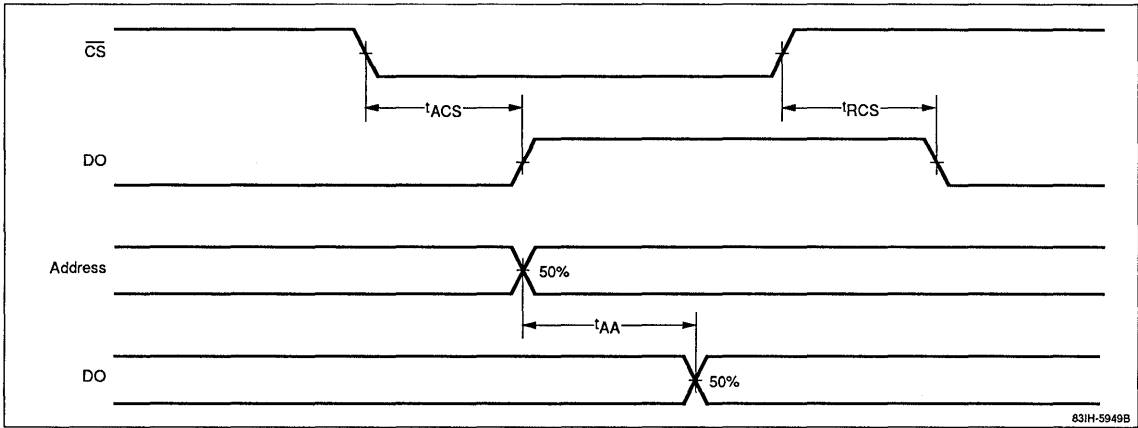 CS
tACS
tRCS
DO
Address
50%
tAA
DO
50%
83IH-5949B